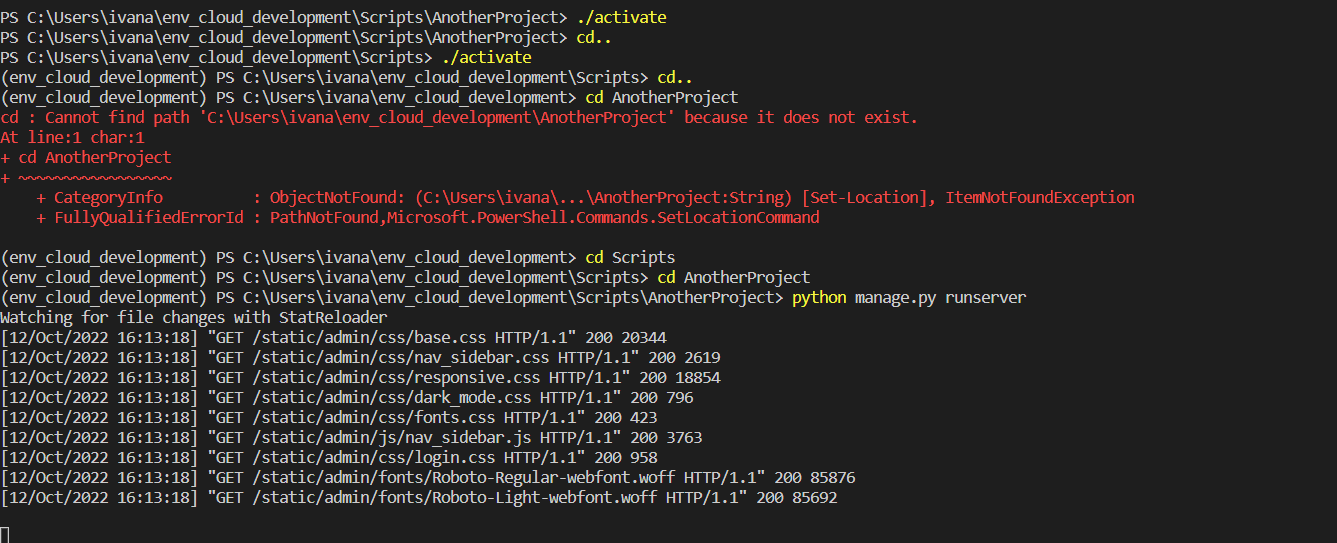 PS C:\Users\ivana\env_cloud_development\Scripts\AnotherProject> ./activate
PS C:\Users\ivana\env_cloud_development\Scripts\AnotherProject> cd..
PS C:\Users\ivana\env_cloud_development\Scripts> ./activate
(env_cloud_development) PS C:\Users\ivana\env_cloud_development\Scripts> cd..
(env_cloud_development) PS C:\Users\ivana\env_cloud_development> cd AnotherProject
cd : Cannot find path 'C:\Users\ivana\env_cloud_development\AnotherProject' because it does not exist.
At line:1 char:1
+ cd AnotherProject
+ ~~~~~~~~~~~~~~~~~
    + CategoryInfo          : ObjectNotFound: (C:\Users\ivana\...\AnotherProject:String) [Set-Location], ItemNotFoundException
    + FullyQualifiedErrorId : PathNotFound,Microsoft.PowerShell.Commands.SetLocationCommand
(env_cloud_development) PS C:\Users\ivana\env_cloud_development> cd Scripts
(env_cloud_development) PS C:\Users\ivana\env_cloud_development\Scripts> cd AnotherProject
(env_cloud_development) PS C:\Users\ivana\env_cloud_development\Scripts\AnotherProject> python manage.py runserver
Watching for file changes with StatReloader
[12/Oct/2022 16:13:18] "GET /static/admin/css/base.css HTTP/1.1" 200 20344
[12/Oct/2022 16:13:18] "GET /static/admin/css/nav_sidebar.css HTTP/1.1" 200 2619
[12/Oct/2022 16:13:18] "GET /static/admin/css/responsive.css HTTP/1.1" 200 18854
[12/Oct/2022 16:13:18] "GET /static/admin/css/dark_mode.css HTTP/1.1" 200 796
[12/Oct/2022 16:13:18] "GET /static/admin/css/fonts.css HTTP/1.1" 200 423
[12/Oct/2022 16:13:18] "GET /static/admin/js/nav_sidebar.js HTTP/1.1" 200 3763
[12/Oct/2022 16:13:18] "GET /static/admin/css/login.css HTTP/1.1" 200 958
[12/Oct/2022 16:13:18] "GET /static/admin/fonts/Roboto-Regular-webfont.woff HTTP/1.1" 200 85876
[12/Oct/2022 16:13:18] "GET /static/admin/fonts/Roboto-Light-webfont.woff HTTP/1.1" 200 85692